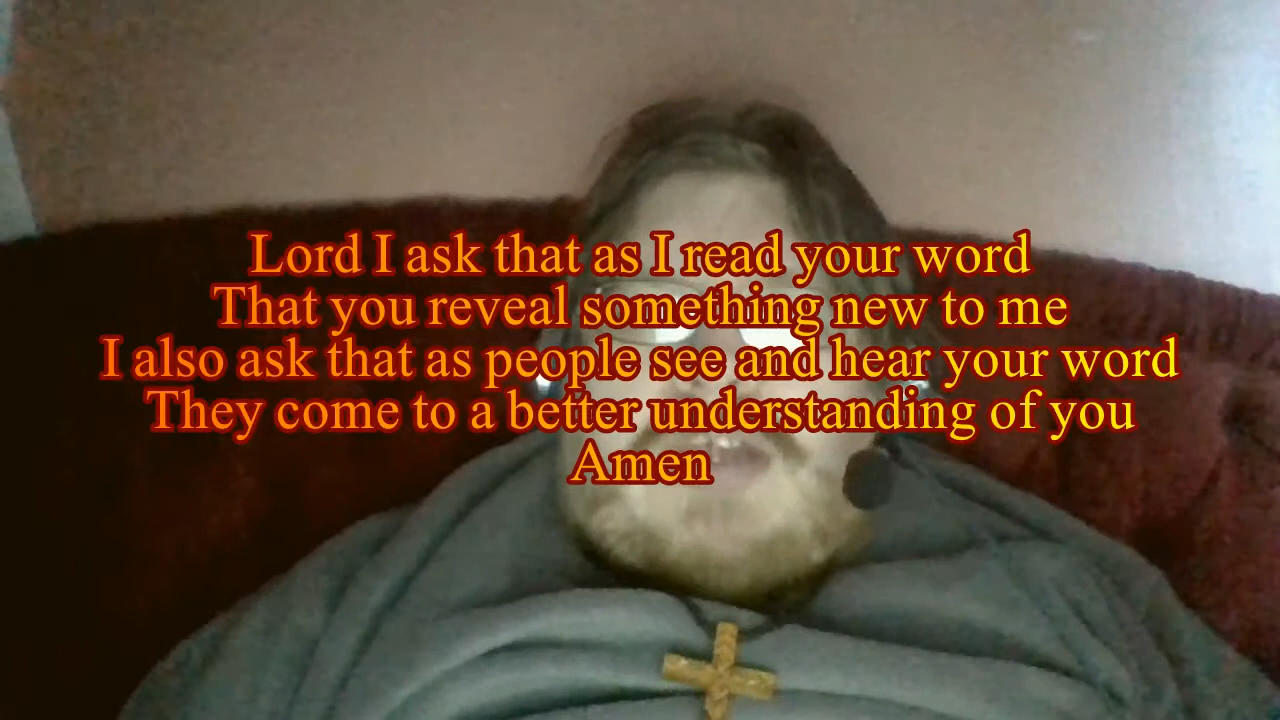 Lord I ask that as I read your word
That you reveal something new to me
I also ask that as people see and hear your word
They come to a better understanding of you
Amen